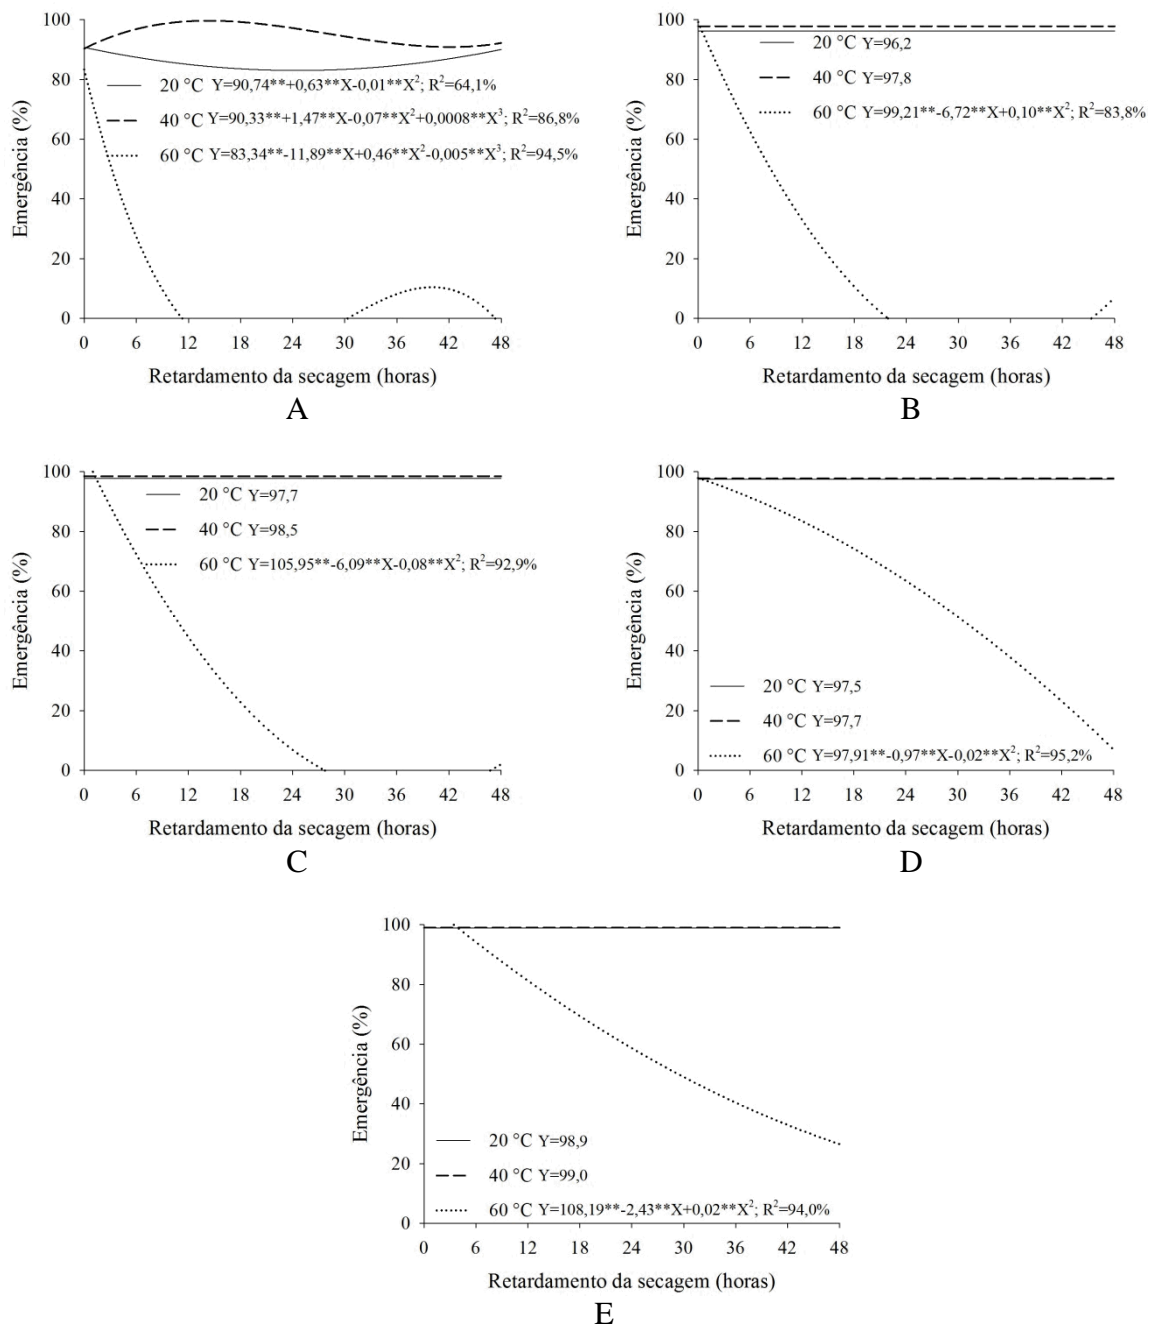 100
80
60
40
20
0
Emergência (%)
20 °C Y=90,74**+0,63**X-0,01**X²; R²=64,1%
40 °C Y=90,33**+1,47**X-0,07**X²+0,0008**X³; R²=86,8%
60 °C Y=83,34**-11,89**X+0,46**X²-0,005**X³; R²=94,5%
0 6 12 18 24 30 36 42 48
Retardamento da secagem (horas)
A
100
80
60
40
20
0
Emergência (%)
20 °C Y=96,2
40 °C Y=97,8
60 °C Y=99,21**-6,72**X+0,10**X²; R²=83,8%
0 6 12 18 24 30 36 42 48
Retardamento da secagem (horas)
B
100
80
60
40
20
0
Emergência (%)
20 °C Y=97,7
40 °C Y=98,5
60 °C Y=105,95**-6,09**X-0,08**X²; R²=92,9%
0 6 12 18 24 30 36 42 48
Retardamento da secagem (horas)
C
100
80
60
40
20
0
Emergência (%)
20 °C Y=97,5
40 °C Y=97,7
60 °C Y=97,91**-0,97**X-0,02**X²; R²=95,2%
0 6 12 18 24 30 36 42 48
Retardamento da secagem (horas)
D
100
80
60
40
20
0
Emergência (%)
20 °C Y=98,9
40 °C Y=99,0
60 °C Y=108,19**-2,43**X+0,02**X²; R²=94,0%
0 6 12 18 24 30 36 42 48
Retardamento da secagem (horas)
E